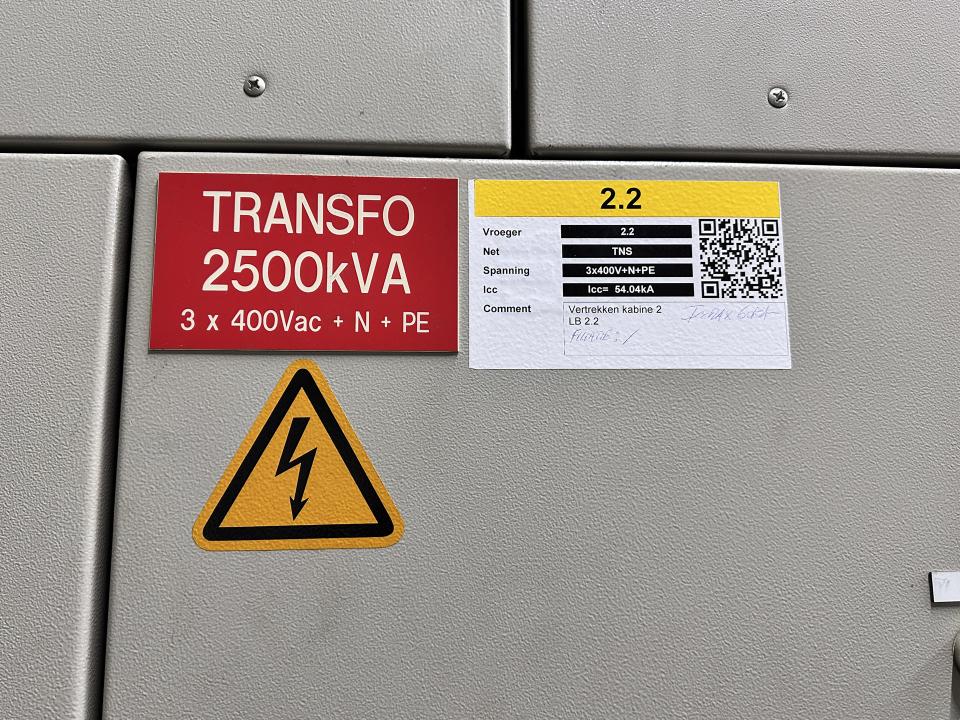 TRANSFO
2500kVA
3 x 400Vac + N + PE
2.2
Vroeger 2.2
Net TNS
Spanning 3x400V+N+PE
Icc Icc= 54.04kA
Comment Vertrekken kabine 2
LB 2.2
FILIATIE: /